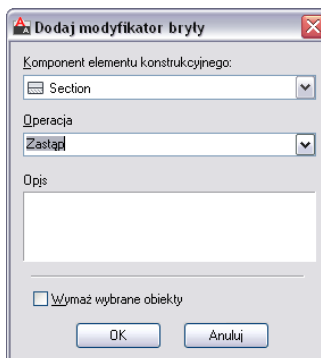 Dodaj modyfikator bryły
Komponent elementu konstrukcyjnego:
Section
Operacja
Zastąp
Opis
Wymaż wybrane obiekty
OK
Anuluj